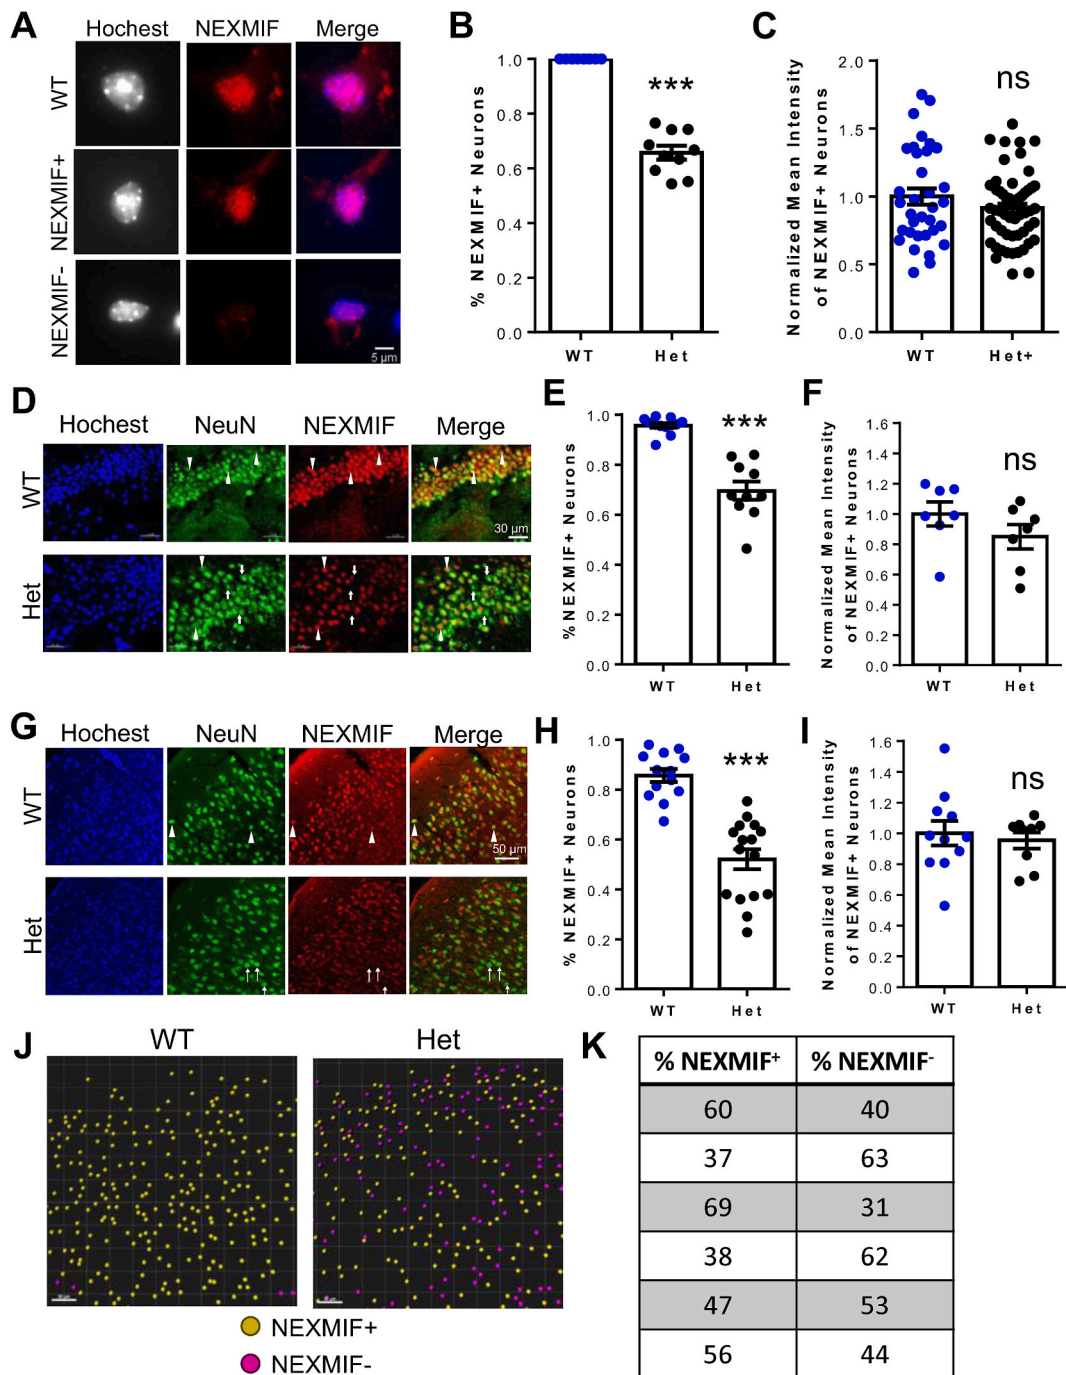 A
Hochest NEXMIF Merge
WT
NEXMIF+
NEXMIF-
5 µm
B
% NEXMIF+ Neurons
1.0
0.8
0.6
0.4
0.2
0.0
***
WT Het
C
Normalized Mean Intensity
of NEXMIF+ Neurons
2.0
1.5
1.0
0.5
0.0
ns
WT Het+
D
Hochest NeuN NEXMIF Merge
WT
Het
30 µm
E
% NEXMIF+ Neurons
1.0
0.8
0.6
0.4
0.2
0.0
***
WT Het
F
Normalized Mean Intensity
of NEXMIF+ Neurons
1.6
1.4
1.2
1.0
0.8
0.6
0.4
0.2
0.0
ns
WT Het
G
Hochest NeuN NEXMIF Merge
WT
Het
50 µm
H
% NEXMIF+ Neurons
1.0
0.8
0.6
0.4
0.2
0.0
***
WT Het
I
Normalized Mean Intensity
of NEXMIF+ Neurons
1.6
1.4
1.2
1.0
0.8
0.6
0.4
0.2
0.0
ns
WT Het
J
WT Het
NEXMIF+
NEXMIF-
K
% NEXMIF+ % NEXMIF-
60 40
37 63
69 31
38 62
47 53
56 44